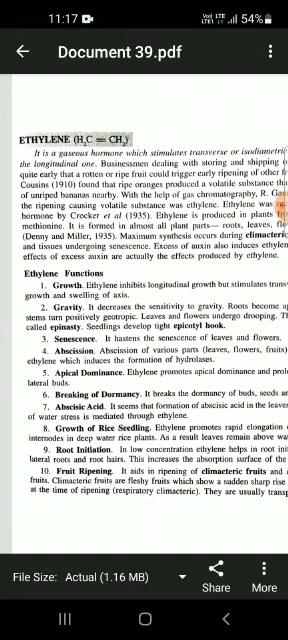 11:17
Vo) LTE
LTE1
54%
Document 39.pdf
ETHYLENE (H₂C = CH₂)
It is a gaseous hormone which stimulates transverse or isodiametric
the longitudinal one. Businessmen dealing with storing and shipping
quite early that a rotten or ripe fruit could trigger early ripening of other
Cousins (1910) found that ripe oranges produced a volatile substance
of unriped bananas nearby. With the help of gas chromatography, R.
the ripening causing volatile substance was ethylene. Ethylene was
hormone by Crocker et al (1935). Ethylene is produced in plants
methionine. It is formed in almost all plant parts— roots, leaves,
(Denny and Miller, 1935). Maximum synthesis occurs during climacteric
and tissues undergoing senescence. Excess of auxin also induces ethylen
effects of excess auxin are actually the effects produced by ethylene.
Ethylene Functions
1. Growth. Ethylene inhibits longitudinal growth but stimulates
growth and swelling of axis.
2. Gravity. It decreases the sensitivity to gravity. Roots become
stems turn positively geotropic. Leaves and flowers undergo drooping.
called epinasty. Seedlings develop tight epicotyl hook.
3. Senescence. It hastens the senescence of leaves and flowers.
4. Abscission. Abscission of various parts (leaves, flowers, fruits)
ethylene which induces the formation of hydrolases.
5. Apical Dominance. Ethylene promotes apical dominance and
lateral buds.
6. Breaking of Dormancy. It breaks the dormancy of buds, seeds
7. Abscisic Acid. It seems that formation of abscisic acid in the leaves
of water stress is mediated through ethylene.
8. Growth of Rice Seedling. Ethylene promotes rapid elongation
internodes in deep water rice plants. As a result leaves remain above
9. Root Initiation. In low concentration ethylene helps in root
lateral roots and root hairs. This increases the absorption surface of the
10. Fruit Ripening. It aids in ripening of climacteric fruits and
fruits. Climacteric fruits are fleshy fruits which show a sudden sharp rise
at the time of ripening (respiratory climacteric). They are usually
File Size: Actual (1.16 MB)
Share
More